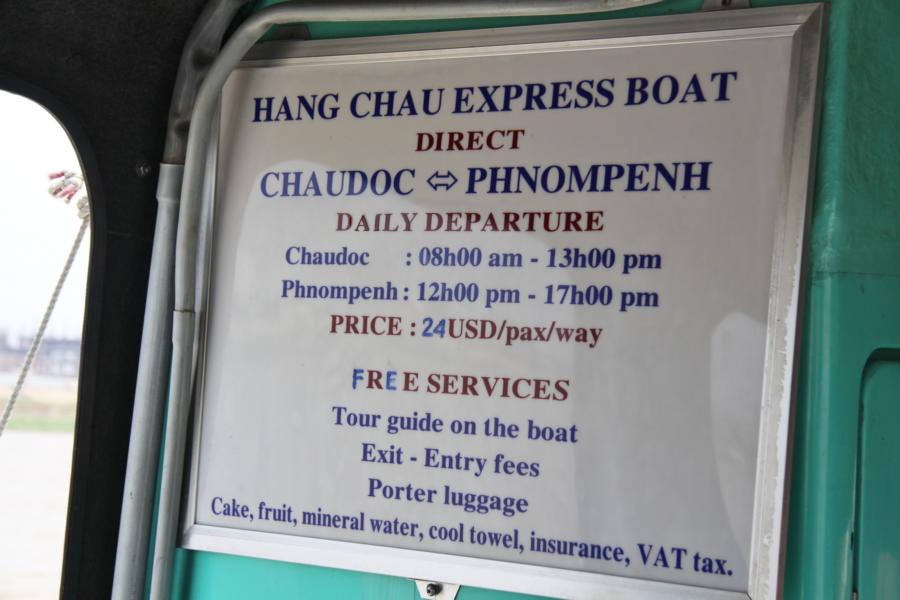 HANG CHAU EXPRESS BOAT
DIRECT
CHAUDOC ⇔ PHNOMPENH
DAILY DEPARTURE
Chaudoc : 08h00 am - 13h00 pm
Phnompenh : 12h00 pm - 17h00 pm
PRICE : 24USD/pax/way
FREE SERVICES
Tour guide on the boat
Exit - Entry fees
Porter luggage
Cake, fruit, mineral water, cool towel, insurance, VAT tax.